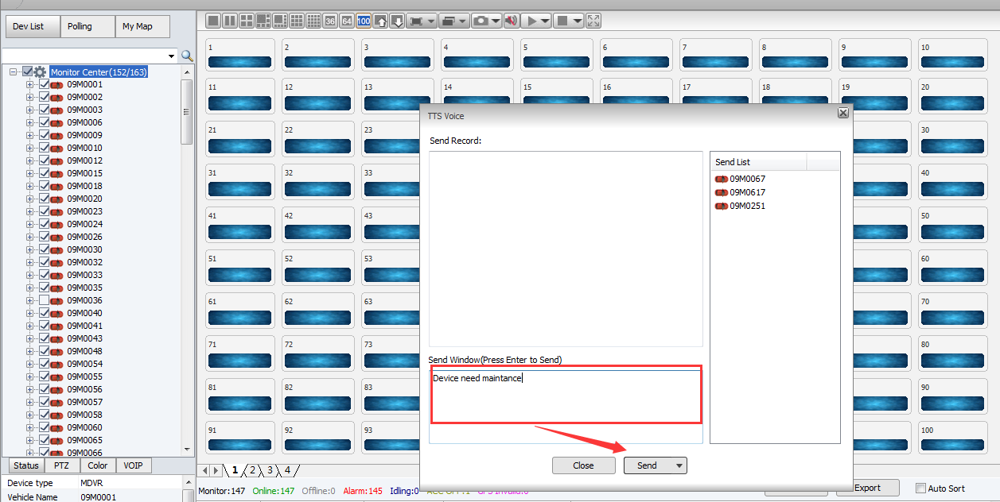 Dev List
Polling
My Map
36
64
100
Monitor Center(152/163)
09M0001
09M0002
09M0003
09M0006
09M0009
09M0010
09M0012
09M0015
09M0018
09M0020
09M0023
09M0024
09M0026
09M0030
09M0032
09M0033
09M0035
09M0036
09M0040
09M0041
09M0043
09M0048
09M0054
09M0055
09M0056
09M0057
09M0058
09M0060
09M0065
09M0066
Status
PTZ
Color
VOIP
Device type
MDVR
Vehicle Name
09M0001
1 2 3 4 5 6 7 8 9 10
11 12 13 14 15 16 17 18 19 20
21 22 23 30
31 32 33 40
41 42 43 50
51 52 53 60
61 62 63 70
71 72 73 80
81 82 83 90
91 92 93 100
TTS Voice
Send Record:
Send List
09M0067
09M0617
09M0251
Send Window(Press Enter to Send)
Device need maintance
Close
Send
1 2 3 4
Monitor:147 Online:147 Offline:0 Alarm:145 Idling:0
Export
Auto Sort